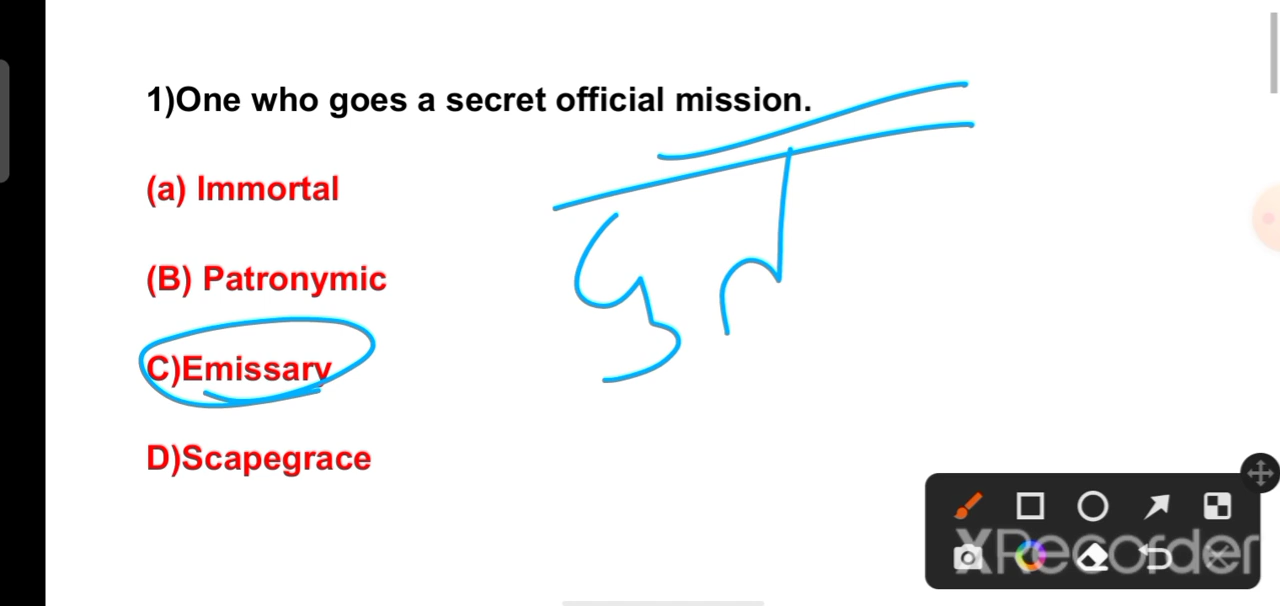 1)One who goes a secret official mission.
(a) Immortal
दूत
(B) Patronymic
C)Emissary
D)Scapegrace
XRecorder